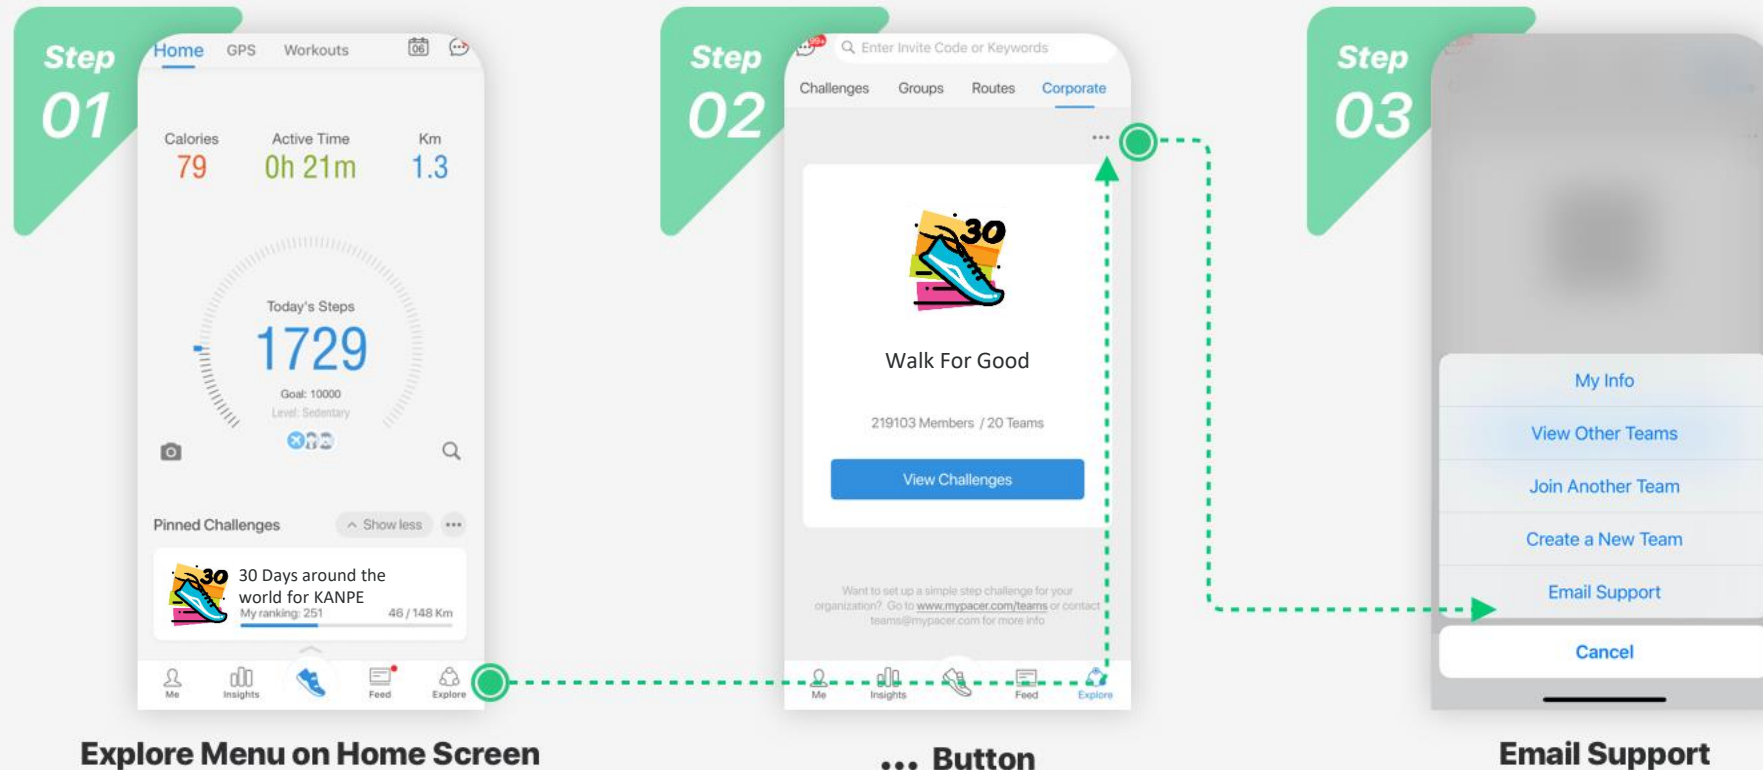 Step
01
Home GPS Workouts 06
Calories Active Time Km
79 0h 21m 1.3
Today's Steps
1729
Goal: 10000
Level: Sedentary
Pinned Challenges Show less
30 30 Days around the
world for KANPE
My ranking: 251 46 / 148 Km
Me Insights Feed Explore
Explore Menu on Home Screen
Step
02
99+ Enter Invite Code or Keywords
Challenges Groups Routes Corporate
...
30
Walk For Good
219103 Members / 20 Teams
View Challenges
Want to set up a simple step challenge for your
organization? Go to www.mypacer.com/teams or contact
teams@mypacer.com for more info
Me Insights Feed Explore
... Button
Step
03
My Info
View Other Teams
Join Another Team
Create a New Team
Email Support
Cancel
Email Support